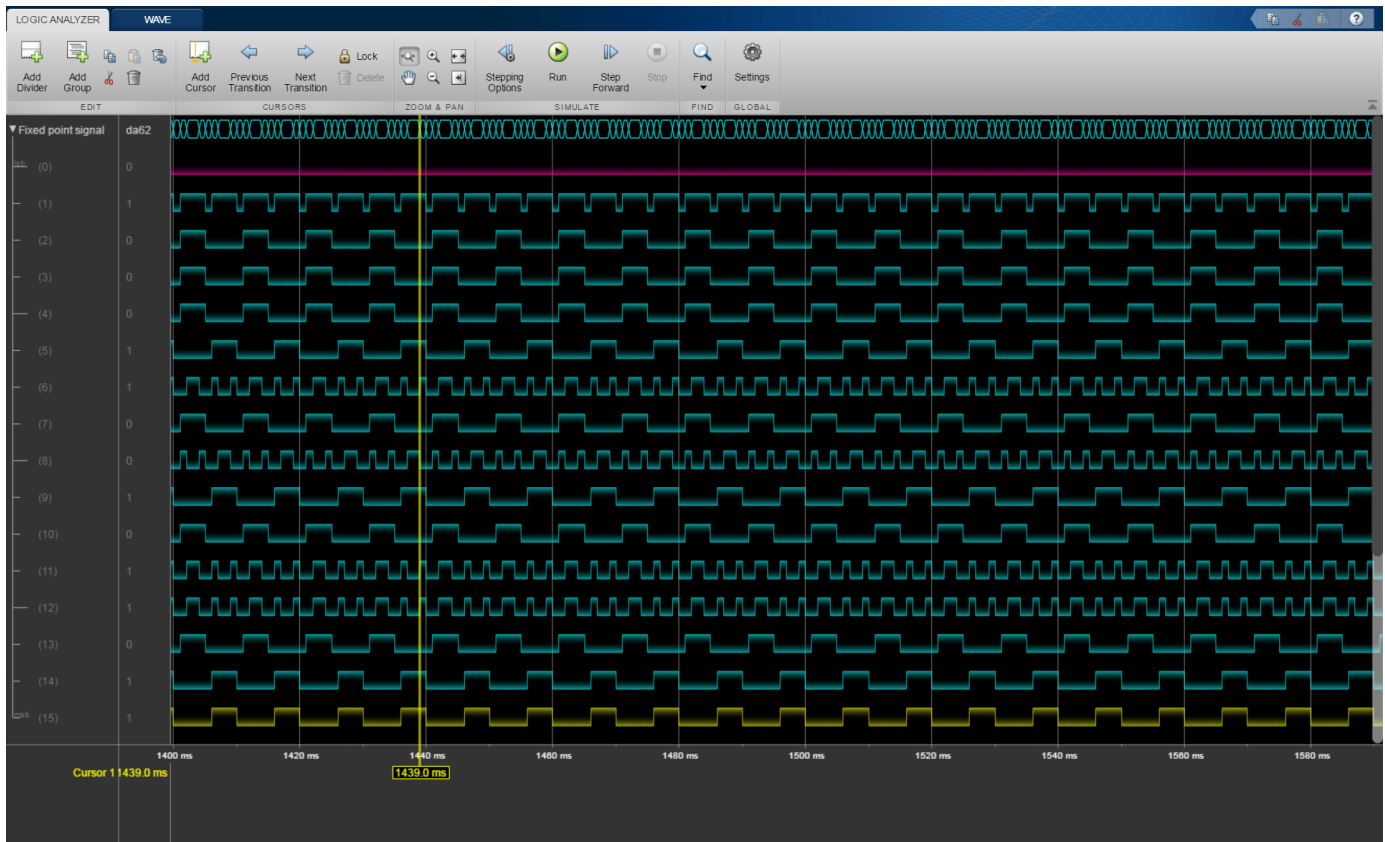 LOGIC ANALYZER WAVE
?
Add Divider
Add Group
Add Cursor
Previous Transition
Next Transition
Lock
Delete
Stepping Options
Run
Step Forward
Stop
Find
Settings
EDIT CURSORS ZOOM & PAN SIMULATE FIND GLOBAL
Fixed point signal da62
(0) 0
(1) 1
(2) 0
(3) 0
(4) 0
(5) 1
(6) 1
(7) 0
(8) 0
(9) 1
(10) 0
(11) 1
(12) 1
(13) 0
(14) 1
msb (15) 1
1400 ms 1420 ms 1440 ms 1460 ms 1480 ms 1500 ms 1520 ms 1540 ms 1560 ms 1580 ms
Cursor 1 1439.0 ms 1439.0 ms